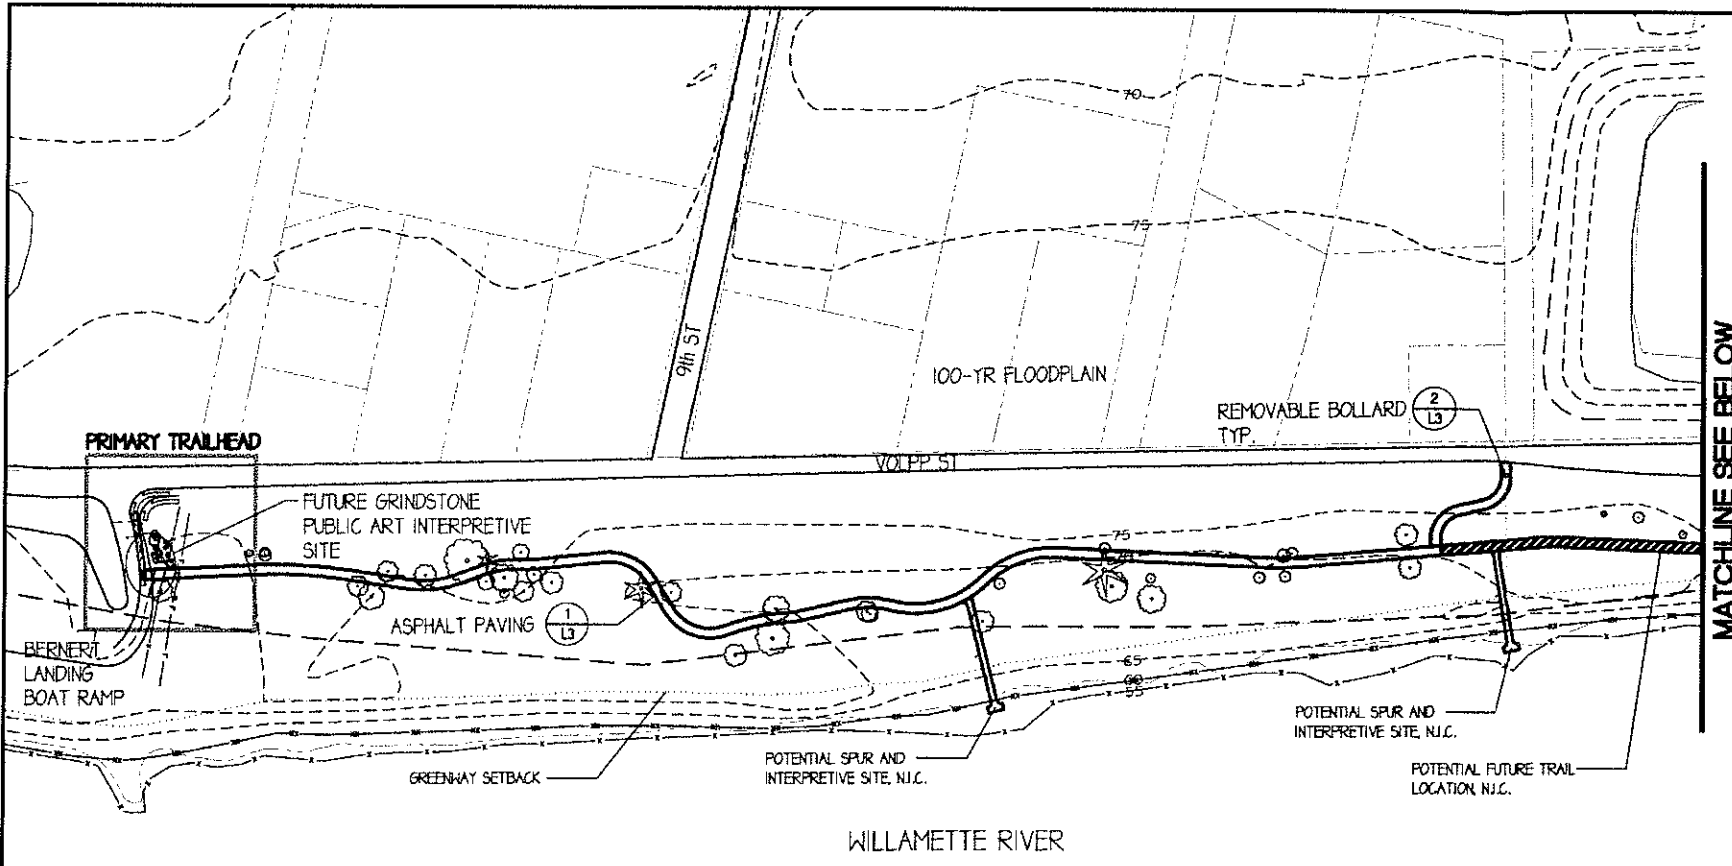 70
75
9th ST
100-YR FLOODPLAIN
REMOVABLE BOLLARD
TYP.
2
L3
MATCHLINE SEE BELOW
PRIMARY TRAILHEAD
VOLPP ST
FUTURE GRINDSTONE
PUBLIC ART INTERPRETIVE
SITE
75
ASPHALT PAVING
1
L3
BERNERT
LANDING
BOAT RAMP
65
60
55
POTENTIAL SPUR AND
INTERPRETIVE SITE, N.I.C.
GREENWAY SETBACK
POTENTIAL SPUR AND
INTERPRETIVE SITE, N.I.C.
POTENTIAL FUTURE TRAIL
LOCATION, N.I.C.
WILLAMETTE RIVER